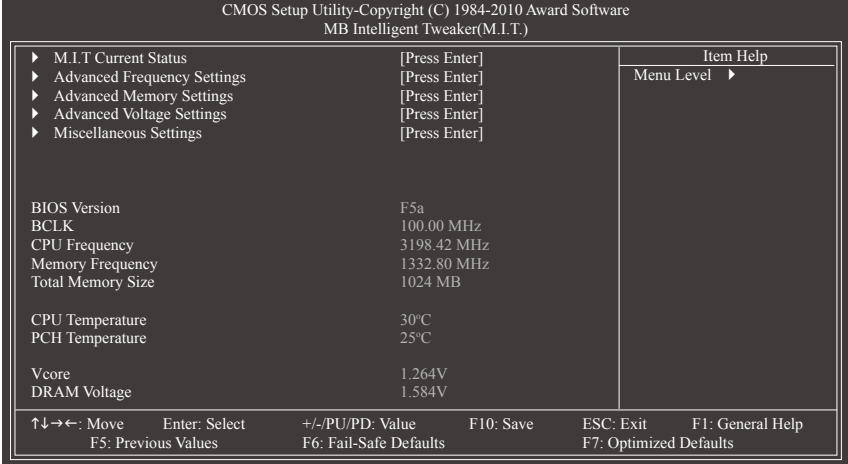 CMOS Setup Utility-Copyright (C) 1984-2010 Award Software
MB Intelligent Tweaker(M.I.T.)
M.I.T Current Status [Press Enter]
Advanced Frequency Settings [Press Enter]
Advanced Memory Settings [Press Enter]
Advanced Voltage Settings [Press Enter]
Miscellaneous Settings [Press Enter]
Item Help
Menu Level
BIOS Version F5a
BCLK 100.00 MHz
CPU Frequency 3198.42 MHz
Memory Frequency 1332.80 MHz
Total Memory Size 1024 MB
CPU Temperature 30°C
PCH Temperature 25°C
Vcore 1.264V
DRAM Voltage 1.584V
↑↓→←: Move Enter: Select +/-/PU/PD: Value F10: Save ESC: Exit F1: General Help
F5: Previous Values F6: Fail-Safe Defaults F7: Optimized Defaults